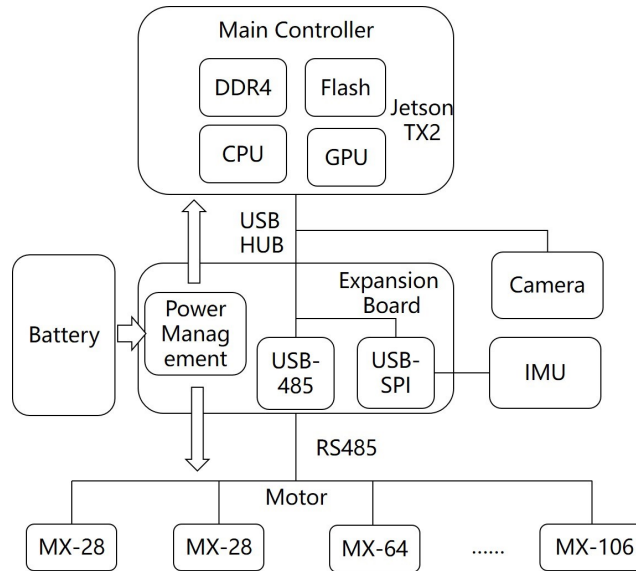 Main Controller
DDR4
Flash
Jetson
TX2
CPU
GPU
USB
HUB
Expansion
Board
Camera
Battery
Power
Manag
ement
USB-
485
USB-
SPI
IMU
RS485
Motor
MX-28
MX-28
MX-64
......
MX-106